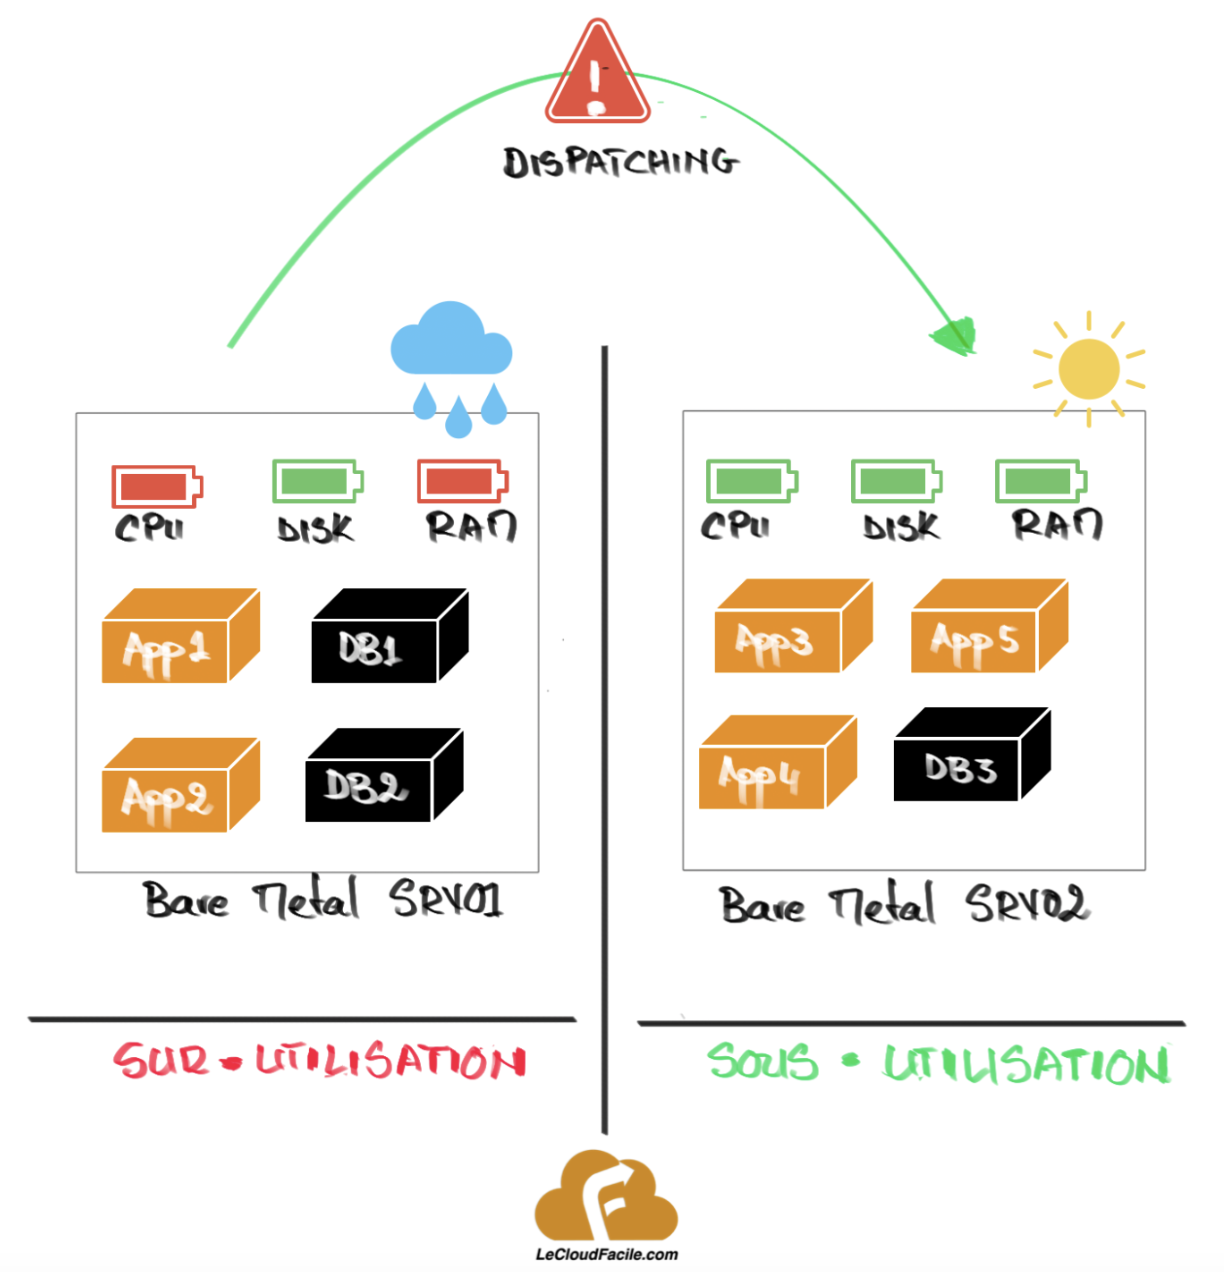 !
DISPATCHING
CPU DISK RAM
App1 DB1
App2 DB2
Bare Metal SRV01
SUR-UTILISATION
CPU DISK RAM
App3 App5
App4 DB3
Bare Metal SRV02
SOUS-UTILISATION
F
LeCloudFacile.com